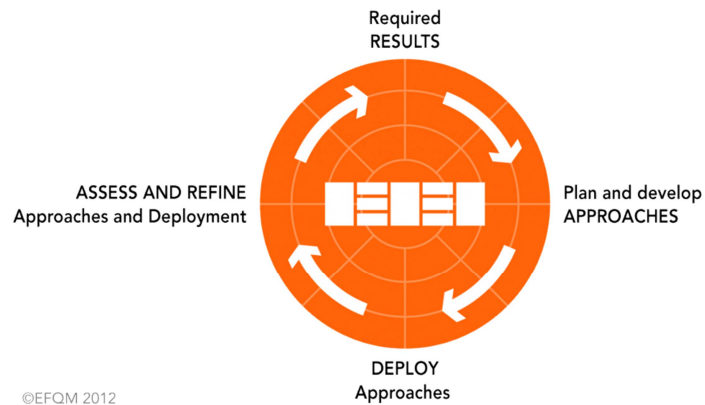 Required
RESULTS
Plan and develop
APPROACHES
DEPLOY
Approaches
ASSESS AND REFINE
Approaches and Deployment
©EFQM 2012